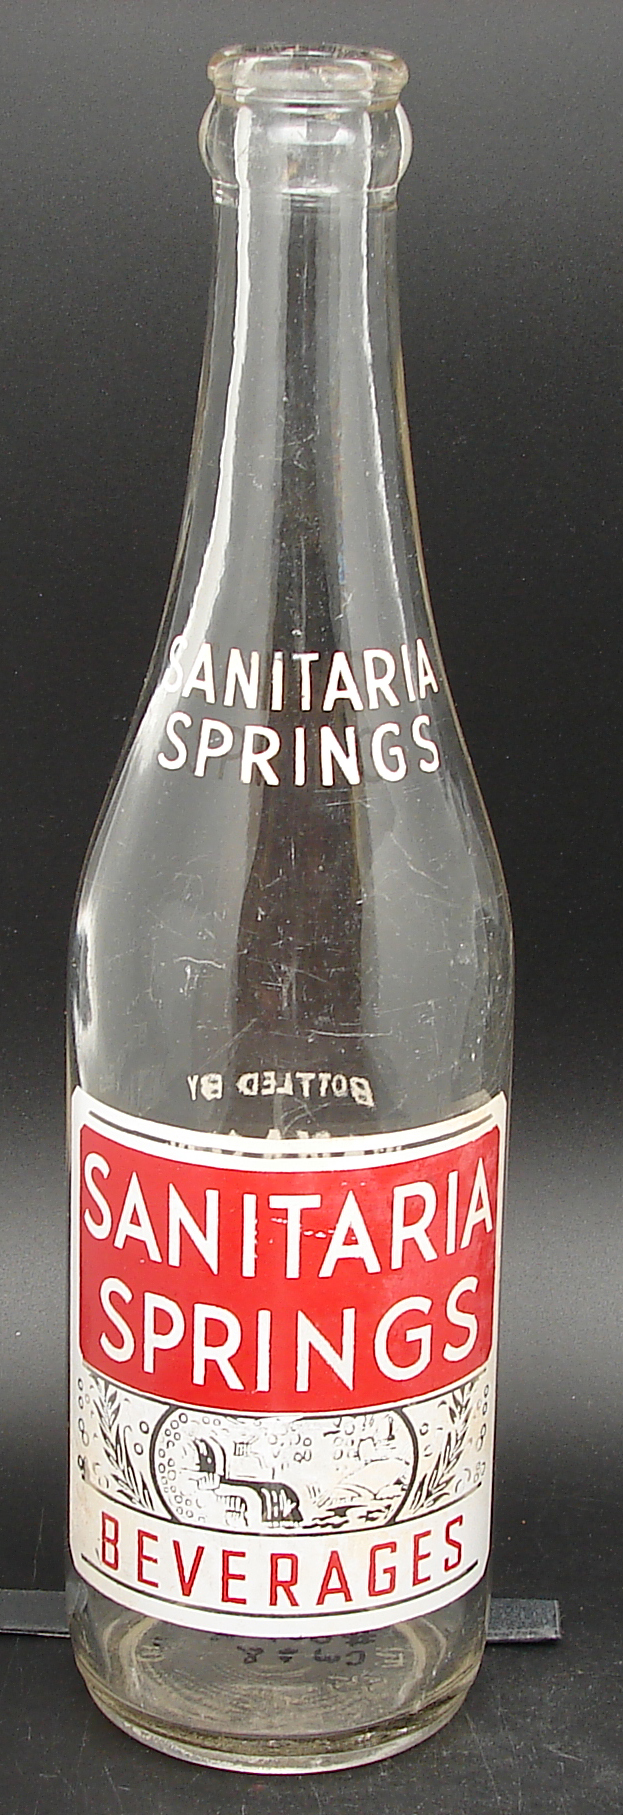 SANITARIA
SPRINGS
BOTTLED BY
SANITARIA
SPRINGS
BEVERAGES